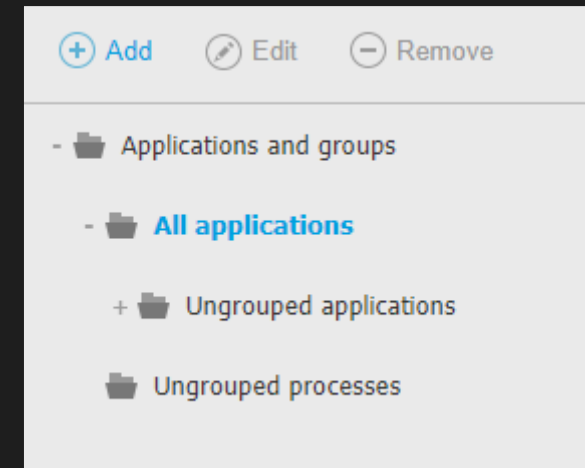 Add Edit Remove
- Applications and groups
- All applications
+ Ungrouped applications
Ungrouped processes